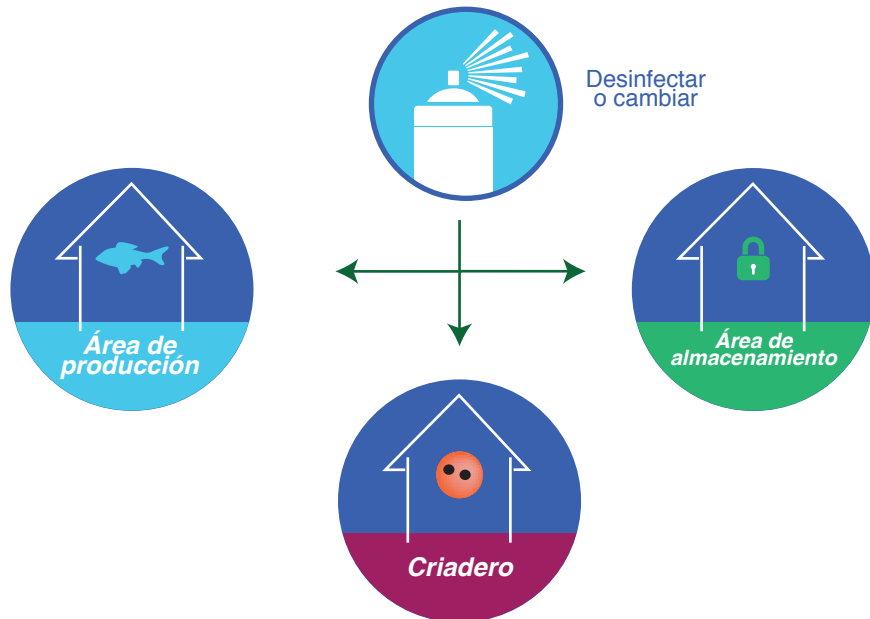 Desinfectar
o cambiar
Área de
producción
Área de
almacenamiento
Criadero